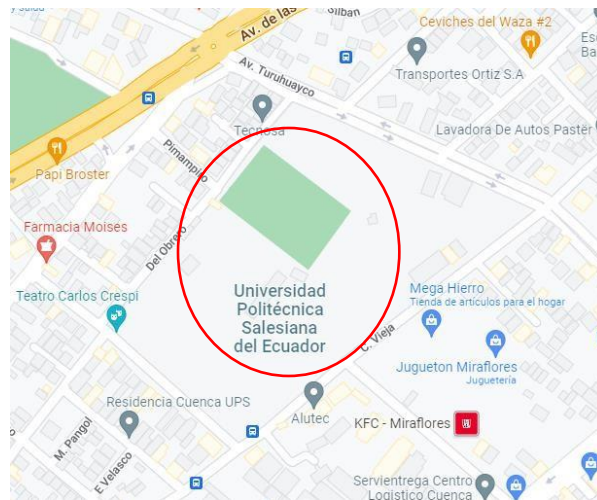 y salud
Silban
Ceviches del Waza #2
Av. de las
Transportes Ortiz S.A
Av. Turuhuayco
Tecnosa
Lavadora De Autos Paster
Pimampiro
Papi Broster
Farmacia Moises
Del Obrero
Teatro Carlos Crespi
Universidad
Politécnica
Salesiana
del Ecuador
Mega Hierro
Tienda de artículos para el hogar
C. Vieja
Jugueton Miraflores
Juguetería
Residencia Cuenca UPS
Alutec
KFC - Miraflores
M. Pangol
E Velasco
Servientrega Centro
Logistico Cuenca